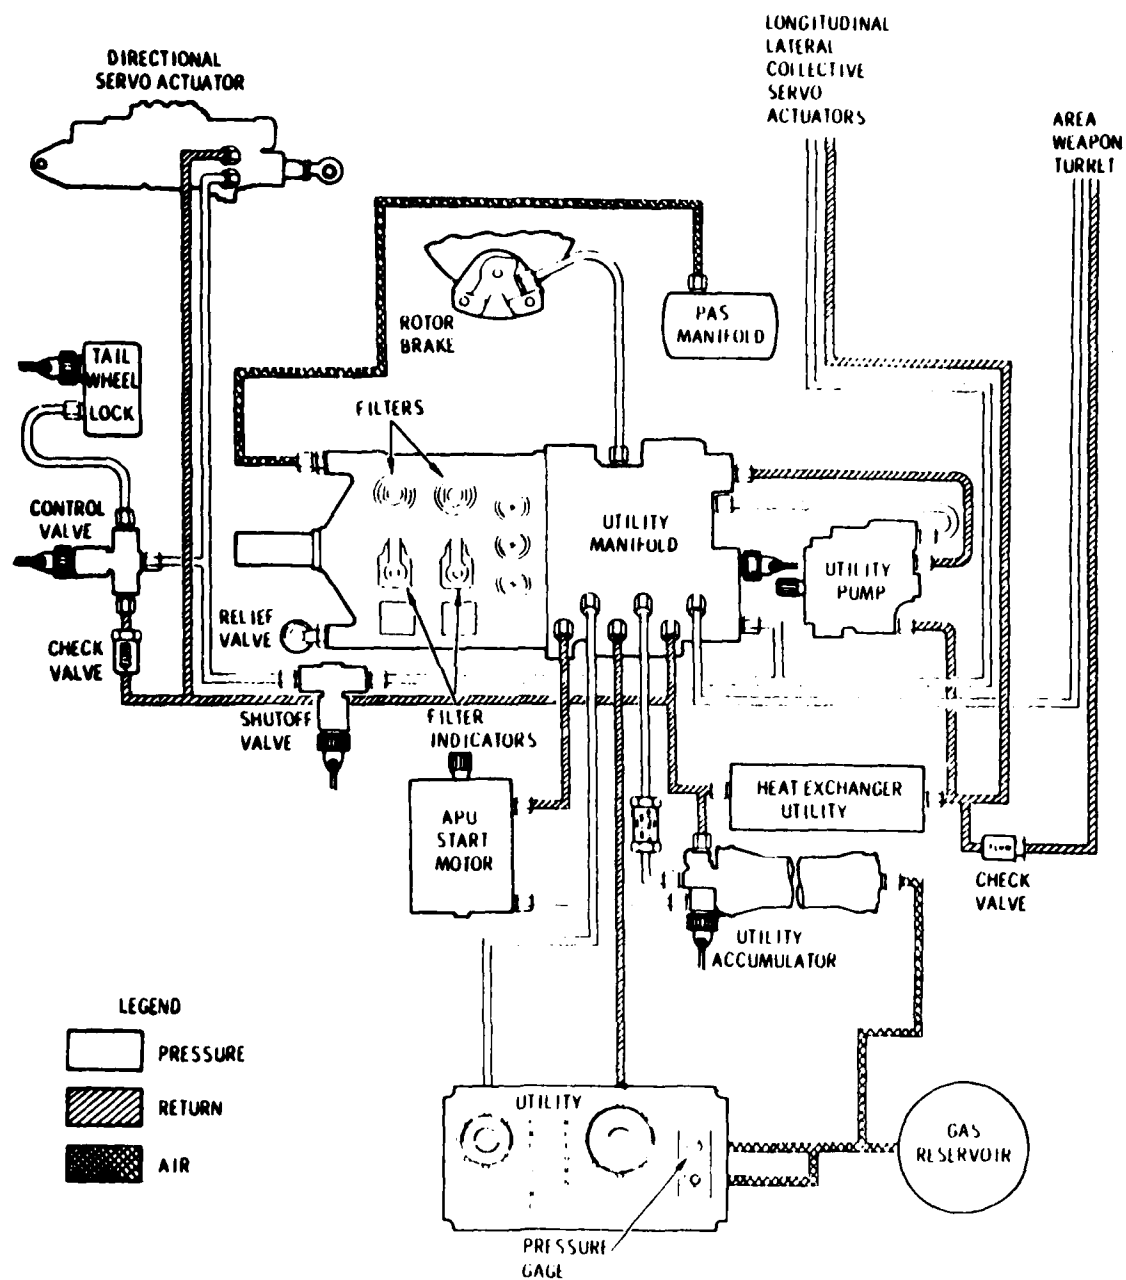 LONGITUDINAL
LATERAL
COLLECTIVE
SERVO
ACTUATORS
DIRECTIONAL
SERVO ACTUATOR
AREA
WEAPON
TURRET
PAS
MANIFOLD
ROTOR
BRAKE
TAIL
WHEEL
LOCK
FILTERS
CONTROL
VALVE
UTILITY
MANIFOLD
UTILITY
PUMP
RELIEF
VALVE
CHECK
VALVE
SHUTOFF
VALVE
FILTER
INDICATORS
HEAT EXCHANGER
UTILITY
APU
START
MOTOR
CHECK
VALVE
UTILITY
ACCUMULATOR
LEGEND
PRESSURE
RETURN
AIR
UTILITY
GAS
RESERVOIR
PRESSURE
GAGE